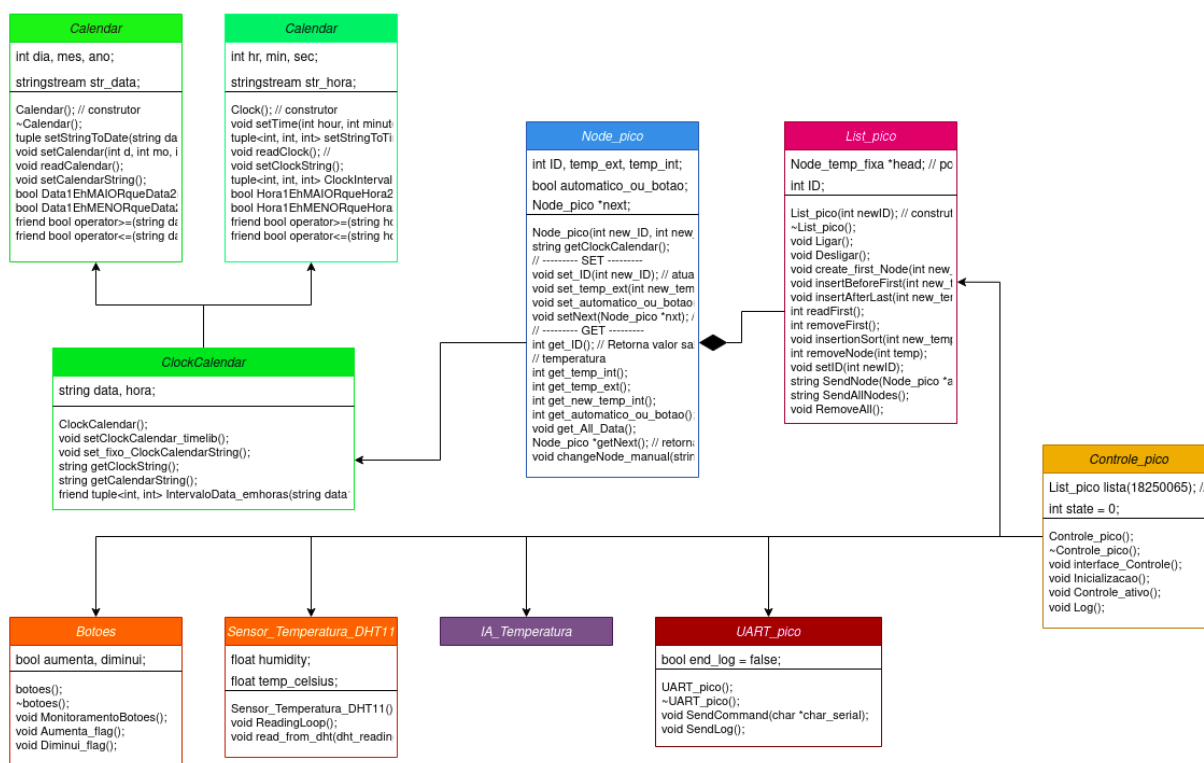 Calendar
int dia, mes, ano;
stringstream str_data;
Calendar(); // construtor
~Calendar();
tuple setStringToDate(string da
void setCalendar(int d, int mo, i
void readCalendar();
void setCalendarString();
bool Data1EhMAIORqueData2
bool Data1EhMENORqueData
friend bool operator>=(string da
friend bool operator<=(string da
Calendar
int hr, min, sec;
stringstream str_hora;
Clock(); // construtor
void setTime(int hour, int minut
tuple<int, int, int> setStringToTi
void readClock(); //
void setClockString();
tuple<int, int, int> ClockInterval
bool Hora1EhMAIORqueHora2
bool Hora1EhMENORqueHora
friend bool operator>=(string ho
friend bool operator<=(string ho
Node_pico
int ID, temp_ext, temp_int;
bool automatico_ou_botao;
Node_pico *next;
Node_pico(int new_ID, int new_
string getClockCalendar();
// --------- SET ---------
void set_ID(int new_ID); // atua
void set_temp_ext(int new_tem
void set_automatico_ou_botao
void setNext(Node_pico *nxt); /
// --------- GET ---------
int get_ID(); // Retorna valor sa
// temperatura
int get_temp_int();
int get_temp_ext();
int get_new_temp_int();
int get_automatico_ou_botao()
void get_All_Data();
Node_pico *getNext(); // retorn
void changeNode_manual(strin
List_pico
Node_temp_fixa *head; // po
int ID;
List_pico(int newID); // construt
~List_pico();
void Ligar();
void Desligar();
void create_first_Node(int new_
void insertBeforeFirst(int new_t
void insertAfterLast(int new_ter
int readFirst();
int removeFirst();
void insertionSort(int new_temp
int removeNode(int temp);
void setID(int newID);
string SendNode(Node_pico *a
string SendAllNodes();
void RemoveAll();
ClockCalendar
string data, hora;
ClockCalendar();
void setClockCalendar_timelib();
void set_fixo_ClockCalendarString();
string getClockString();
string getCalendarString();
friend tuple<int, int> IntervaloData_emhoras(string data
Controle_pico
List_pico lista(18250065); //
int state = 0;
Controle_pico();
~Controle_pico();
void interface_Controle();
void Inicializacao();
void Controle_ativo();
void Log();
Botoes
bool aumenta, diminui;
botoes();
~botoes();
void MonitoramentoBotoes();
void Aumenta_flag();
void Diminui_flag();
Sensor_Temperatura_DHT11
float humidity;
float temp_celsius;
Sensor_Temperatura_DHT11()
void ReadingLoop();
void read_from_dht(dht_readin
IA_Temperatura
UART_pico
bool end_log = false;
UART_pico();
~UART_pico();
void SendCommand(char *char_serial);
void SendLog();